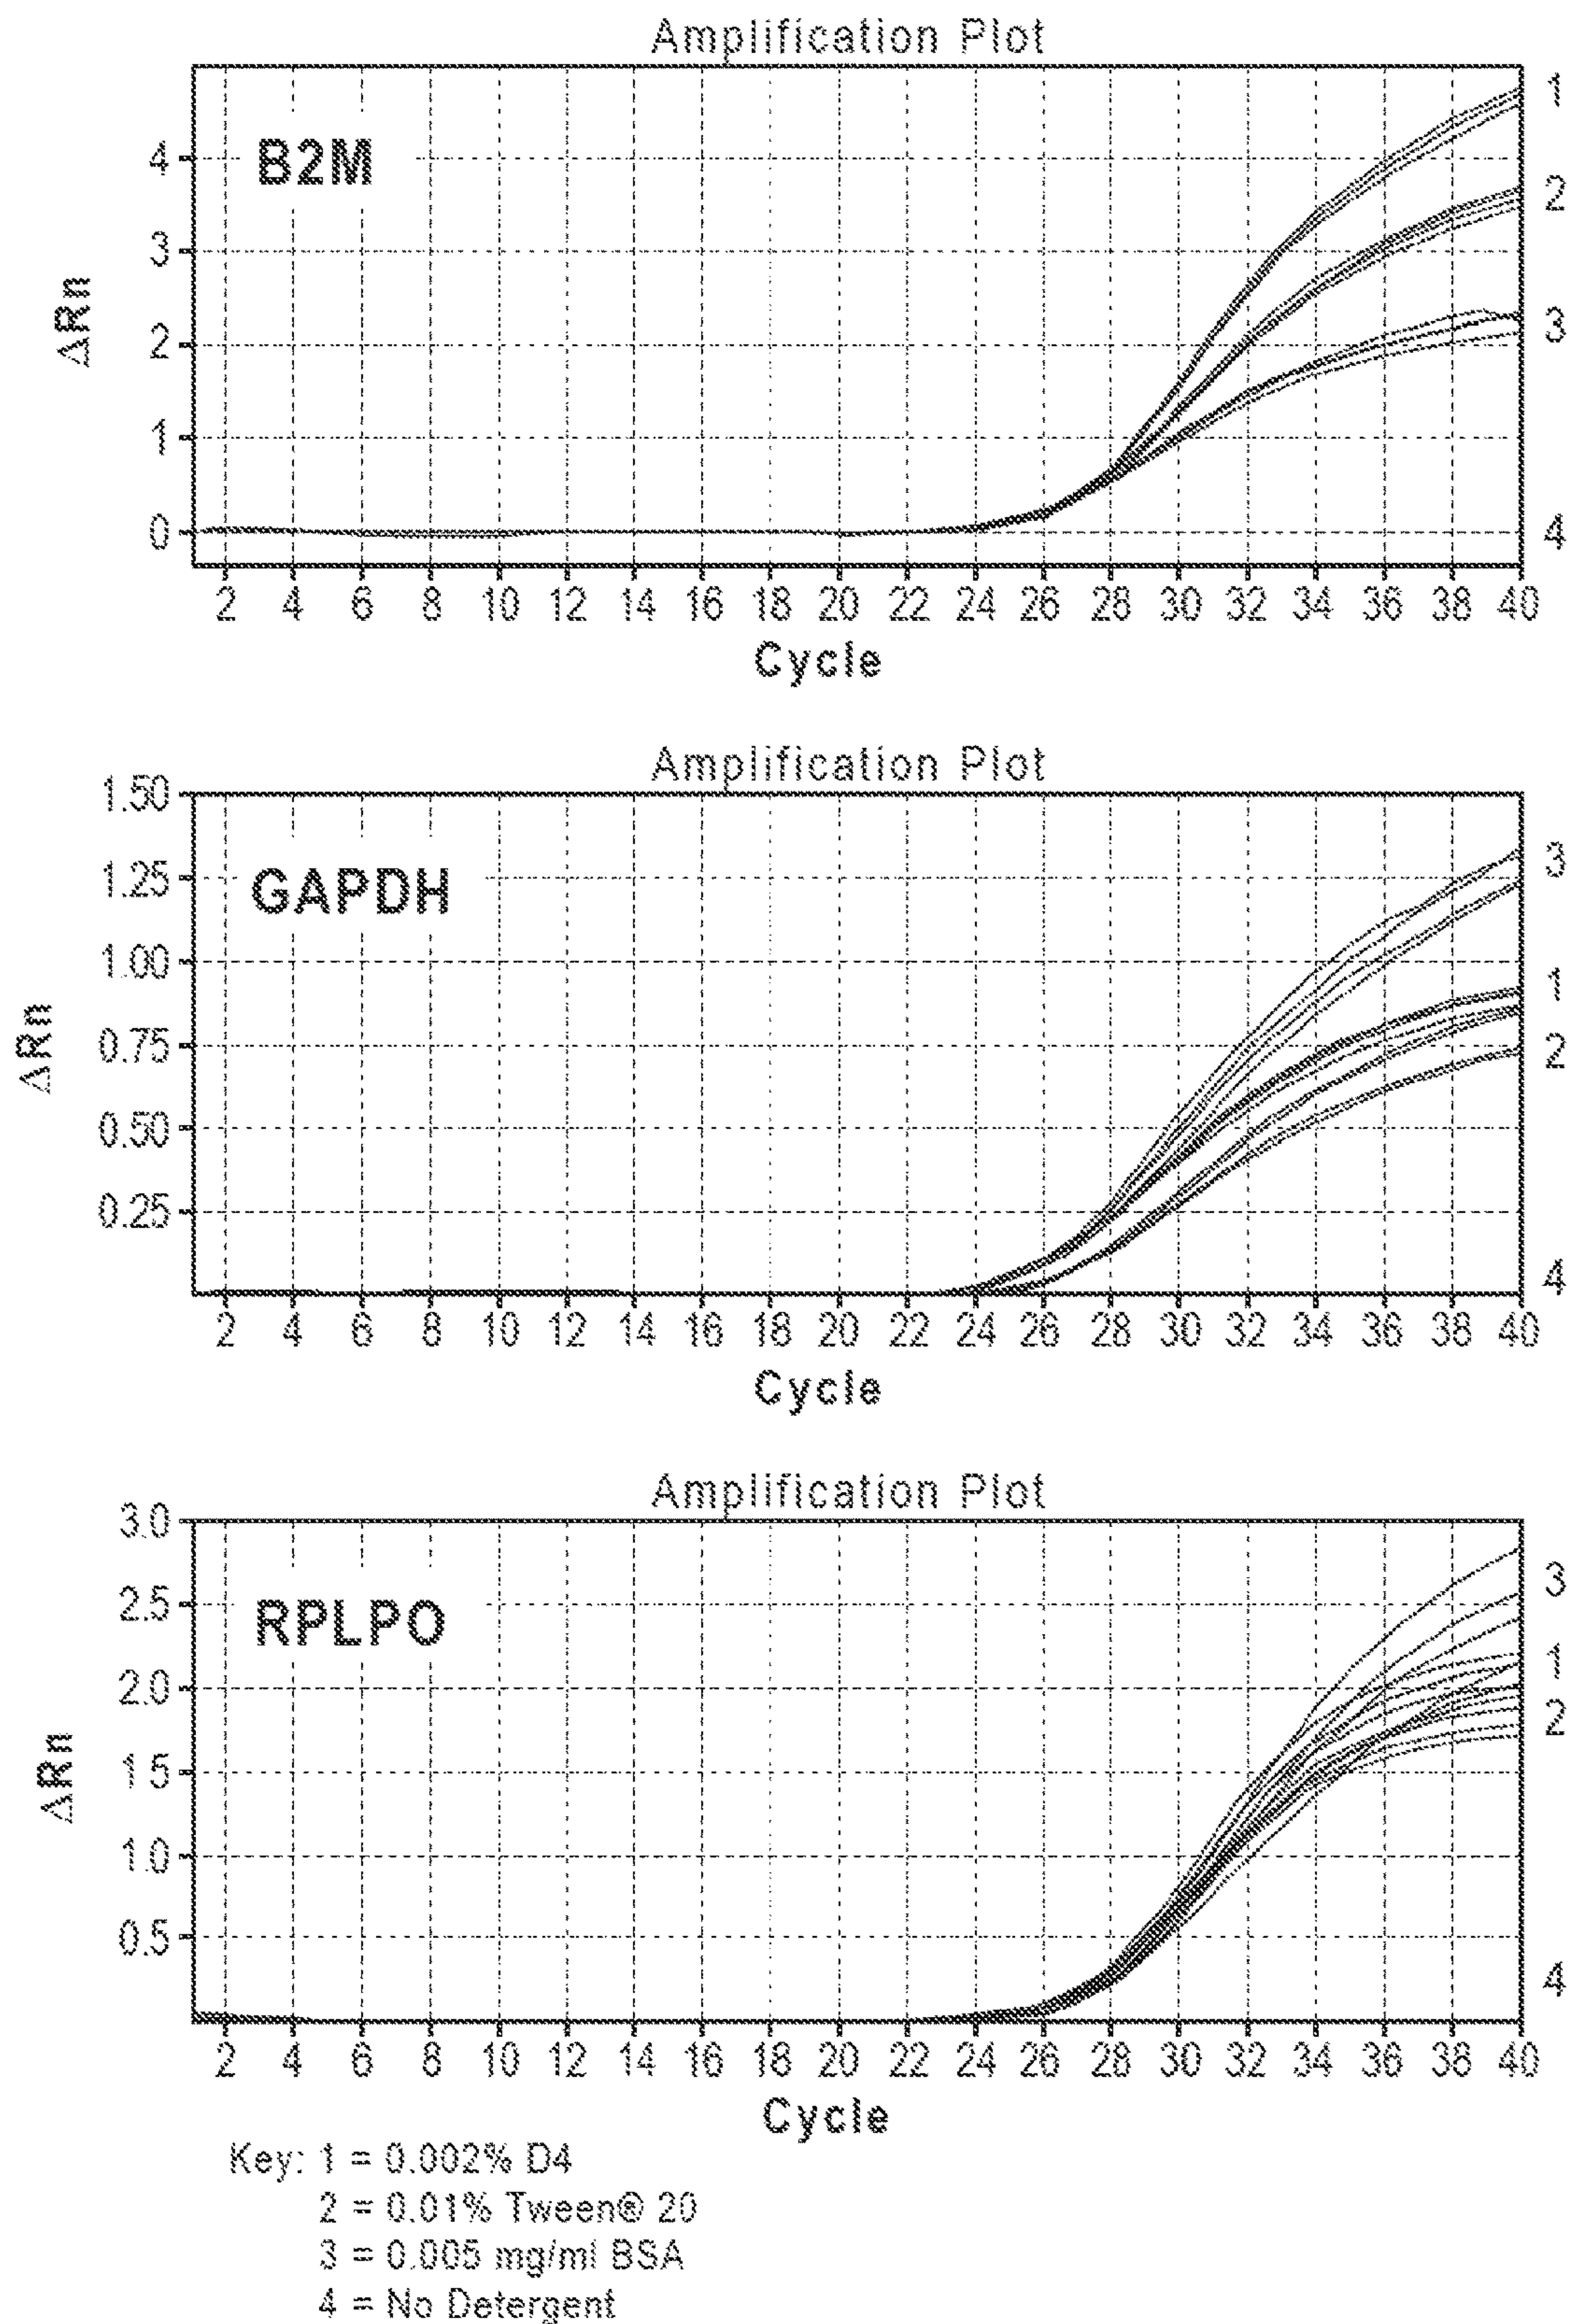 Amplification Plot
B2M
ΔRn
4
3
2
1
0
1
2
3
4
2 4 6 8 10 12 14 16 18 20 22 24 26 28 30 32 34 36 38 40
Cycle
Amplification Plot
GAPDH
ΔRn
1.50
1.25
1.00
0.75
0.50
0.25
3
1
2
4
2 4 6 8 10 12 14 16 18 20 22 24 26 28 30 32 34 36 38 40
Cycle
Amplification Plot
RPLPO
ΔRn
3.0
2.5
2.0
1.5
1.0
0.5
3
1
2
4
2 4 6 8 10 12 14 16 18 20 22 24 26 28 30 32 34 36 38 40
Cycle
Key: 1 = 0.002% D4
2 = 0.01% Tween® 20
3 = 0.005 mg/ml BSA
4 = No Detergent